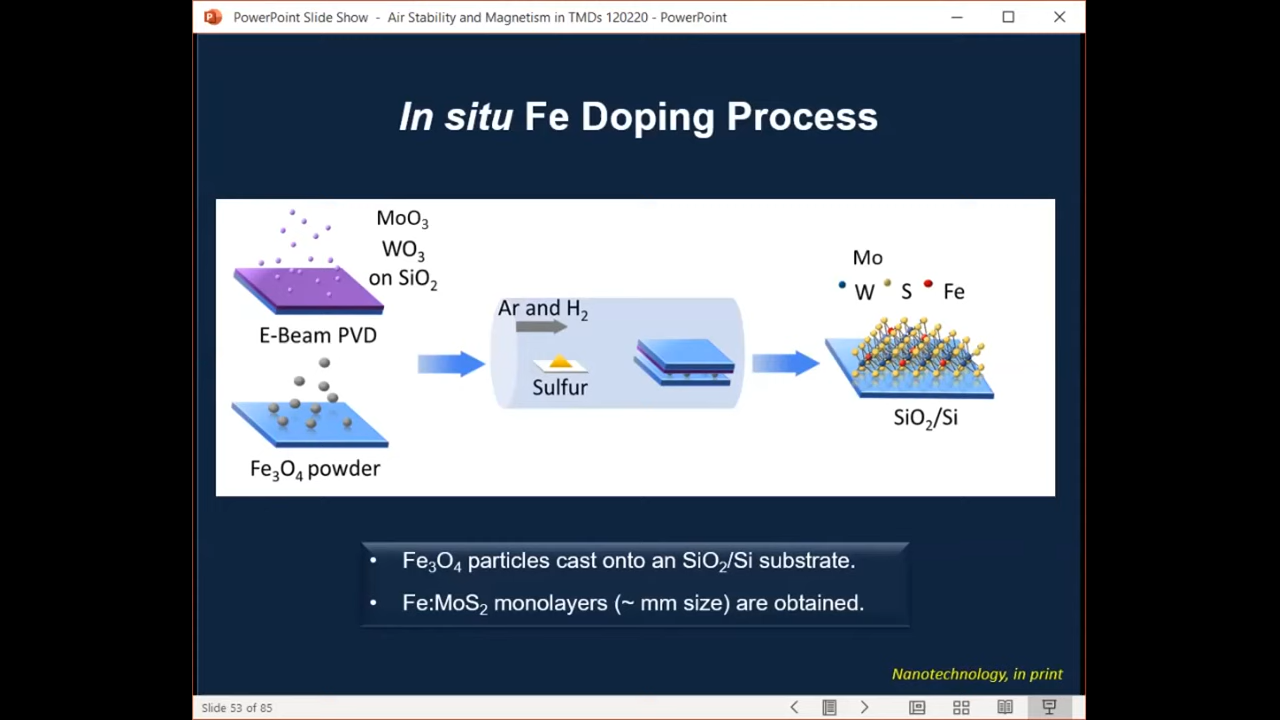 PowerPoint Slide Show - Air Stability and Magnetism in TMDs 120220 - PowerPoint
In situ Fe Doping Process
MoO₃
WO₃
on SiO₂
E-Beam PVD
Fe₃O₄ powder
Ar and H₂
Sulfur
Mo
W S Fe
SiO₂/Si
• Fe₃O₄ particles cast onto an SiO₂/Si substrate.
• Fe:MoS₂ monolayers (~ mm size) are obtained.
Nanotechnology, in print
Slide 53 of 85